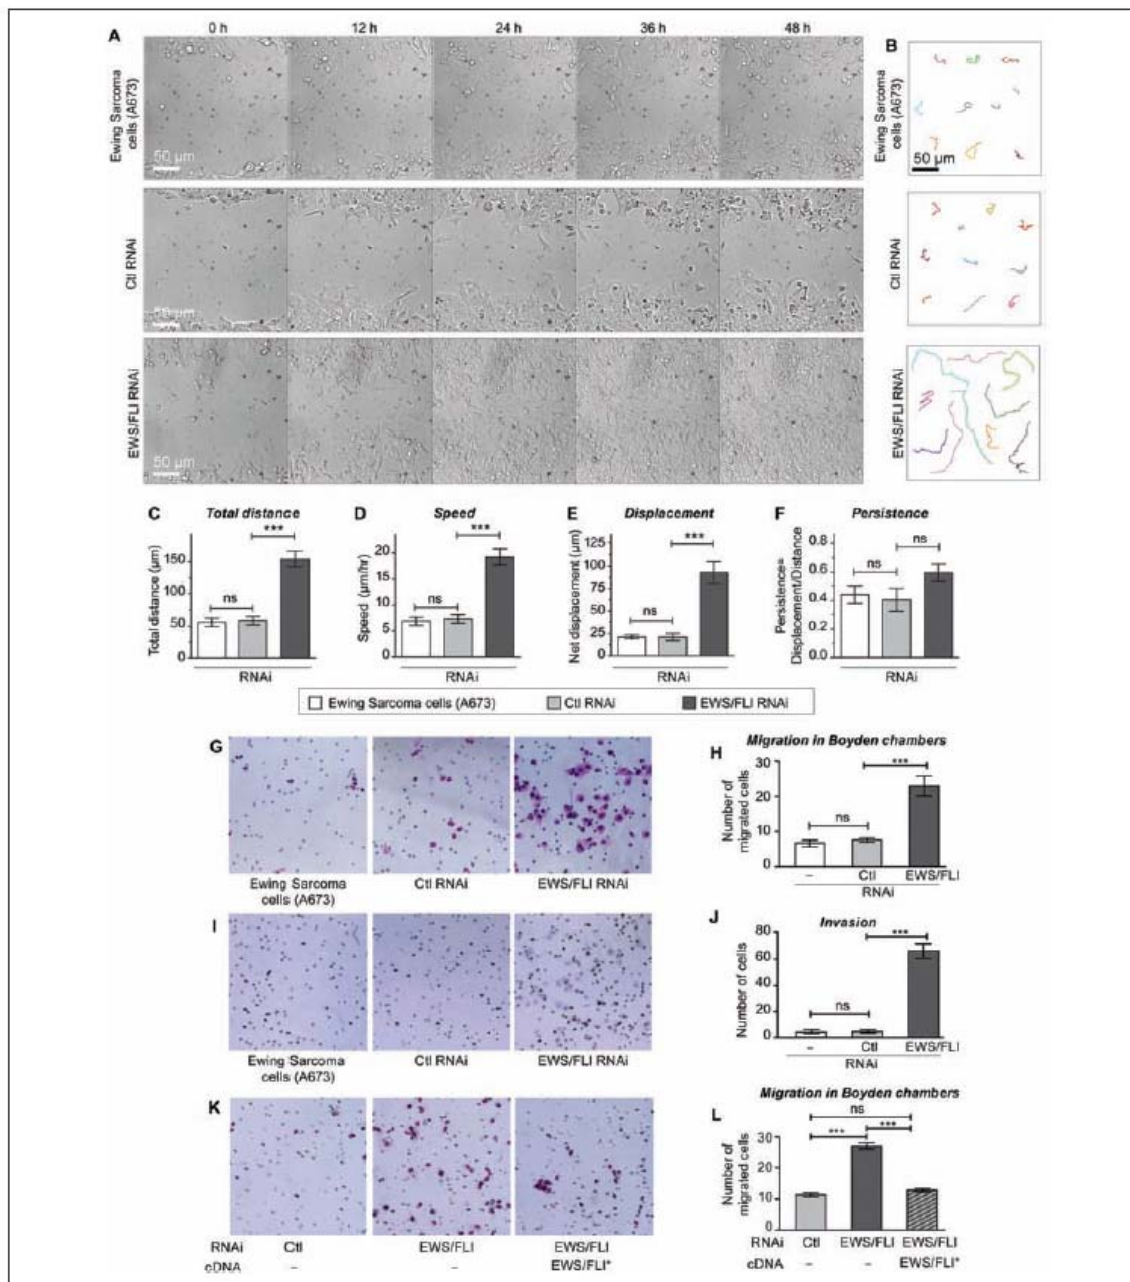 A 0 h 12 h 24 h 36 h 48 h B
Ewing Sarcoma
cells (A673)
50 µm
Ewing Sarcoma
cells (A673)
50 µm
Ctl RNAi
50 µm
Ctl RNAi
EWS/FLI RNAi
50 µm
EWS/FLI RNAi
C Total distance
Total distance (µm)
150
100
50
0
ns
***
RNAi
D Speed
Speed (µm/hr)
20
15
10
5
0
ns
***
RNAi
E Displacement
Net displacement (µm)
125
100
75
50
25
0
ns
***
RNAi
F Persistence
Persistence=
Displacement/Distance
0.8
0.6
0.4
0.2
0.0
ns
ns
RNAi
Ewing Sarcoma cells (A673) Ctl RNAi EWS/FLI RNAi
G
Ewing Sarcoma
cells (A673)
Ctl RNAi
EWS/FLI RNAi
H Migration in Boyden chambers
Number of
migrated cells
30
20
10
0
ns
***
– Ctl EWS/FLI
RNAi
I
Ewing Sarcoma
cells (A673)
Ctl RNAi
EWS/FLI RNAi
J Invasion
Number of cells
80
60
40
20
0
ns
***
– Ctl EWS/FLI
RNAi
K
RNAi Ctl EWS/FLI EWS/FLI
cDNA – – EWS/FLI*
L Migration in Boyden chambers
Number of
migrated cells
30
20
10
0
ns
*** ***
RNAi Ctl EWS/FLI EWS/FLI
cDNA – – EWS/FLI*